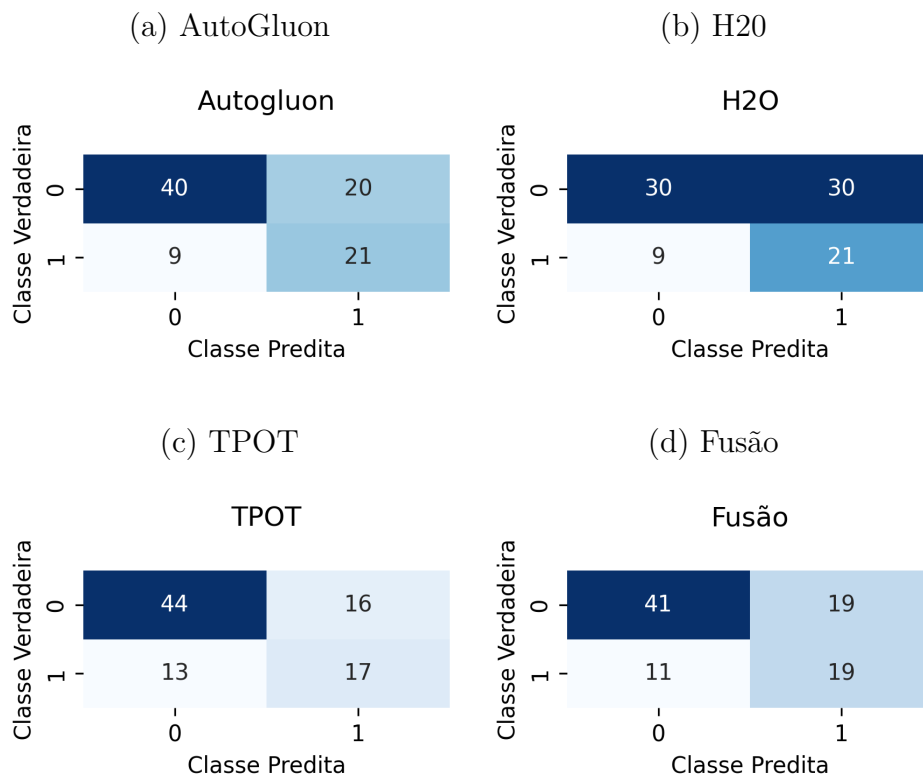 (a) AutoGluon
(b) H20
Autogluon
H2O
Classe Verdadeira
0
1
40
20
9
21
0
1
Classe Predita
Classe Verdadeira
0
1
30
30
9
21
0
1
Classe Predita
(c) TPOT
(d) Fusão
TPOT
Fusão
Classe Verdadeira
0
1
44
16
13
17
0
1
Classe Predita
Classe Verdadeira
0
1
41
19
11
19
0
1
Classe Predita